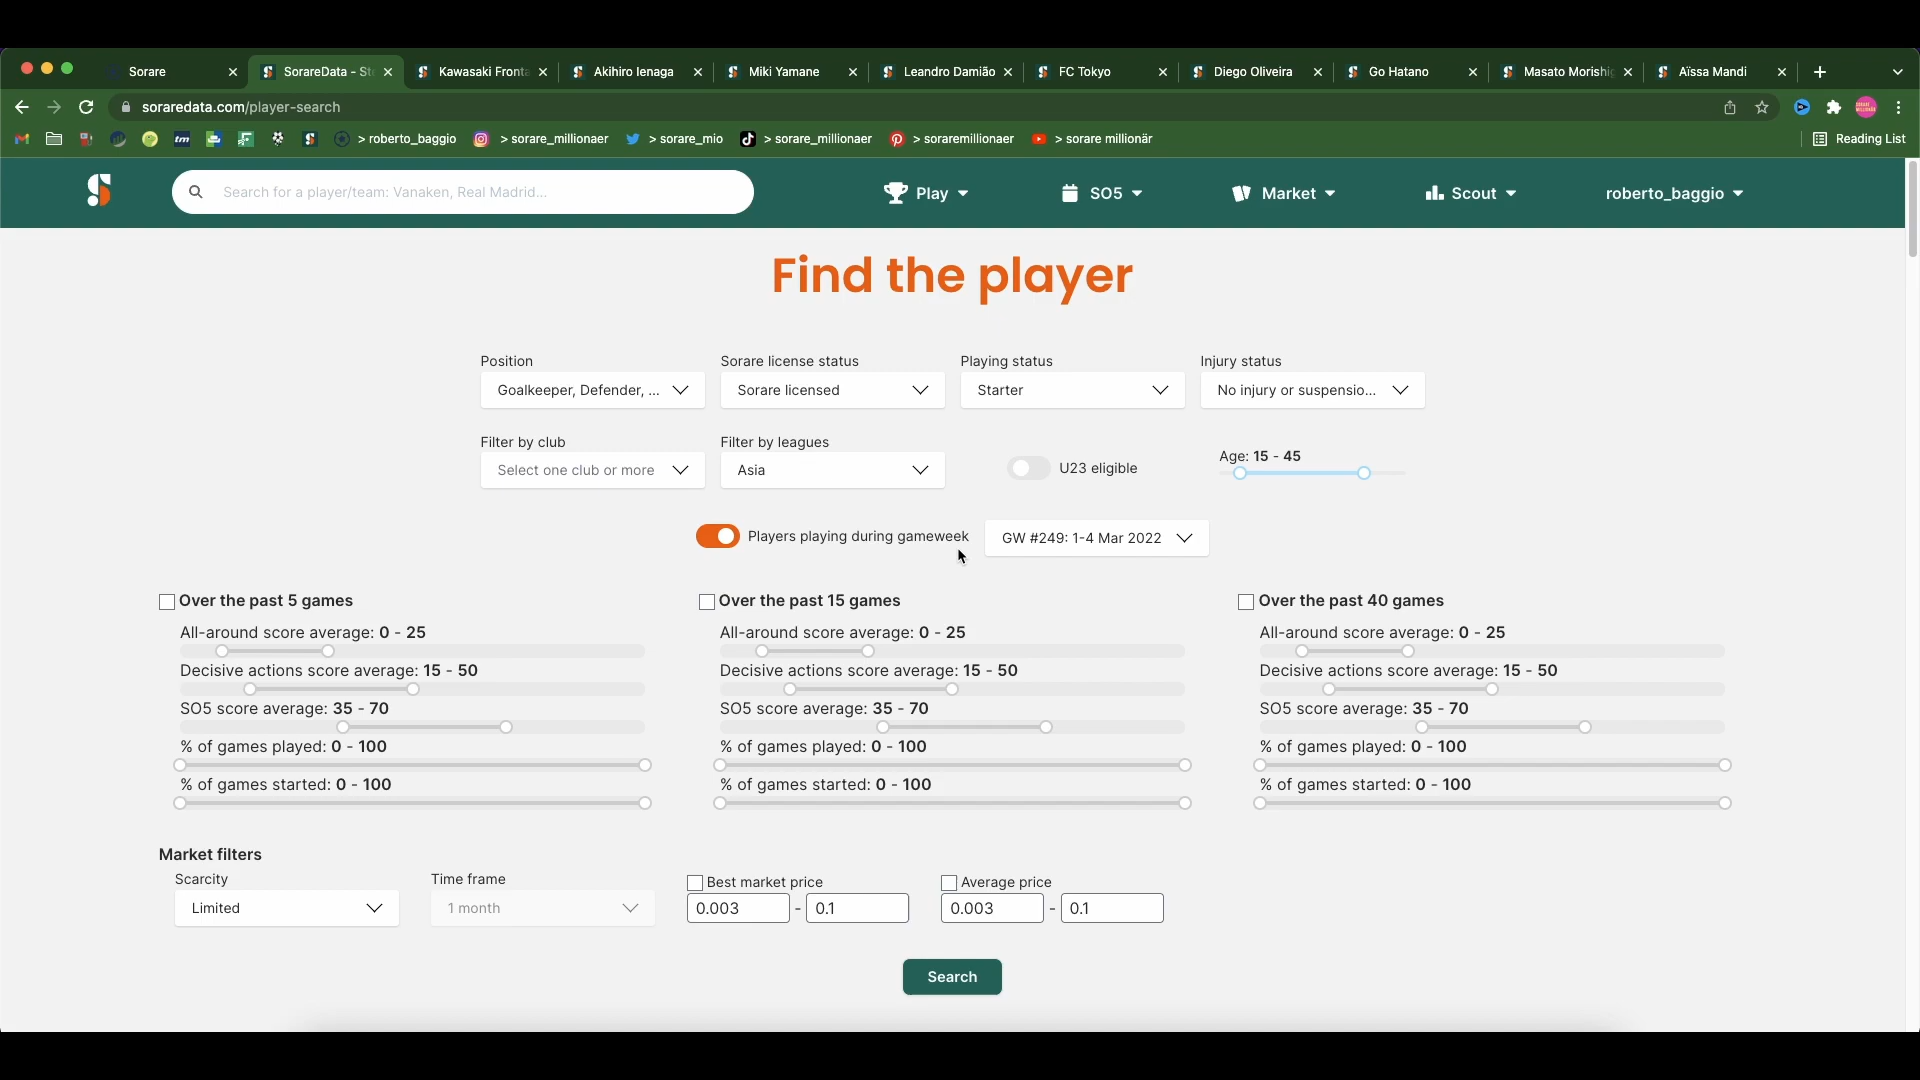 Sorare
SorareData - St
Kawasaki Fronta
Akihiro Ienaga
Miki Yamane
Leandro Damião
FC Tokyo
Diego Oliveira
Go Hatano
Masato Morishig
Aïssa Mandi
soraredata.com/player-search
tm
> roberto_baggio
> sorare_millionaer
> sorare_mio
> sorare_millionaer
> soraremillionaer
> sorare millionär
Reading List
Search for a player/team: Vanaken, Real Madrid...
Play
SO5
Market
Scout
roberto_baggio
Find the player
Position
Sorare license status
Playing status
Injury status
Goalkeeper, Defender, ...
Sorare licensed
Starter
No injury or suspensio...
Filter by club
Filter by leagues
Select one club or more
Asia
U23 eligible
Age: 15 - 45
Players playing during gameweek
GW #249: 1-4 Mar 2022
Over the past 5 games
All-around score average: 0 - 25
Decisive actions score average: 15 - 50
SO5 score average: 35 - 70
% of games played: 0 - 100
% of games started: 0 - 100
Over the past 15 games
All-around score average: 0 - 25
Decisive actions score average: 15 - 50
SO5 score average: 35 - 70
% of games played: 0 - 100
% of games started: 0 - 100
Over the past 40 games
All-around score average: 0 - 25
Decisive actions score average: 15 - 50
SO5 score average: 35 - 70
% of games played: 0 - 100
% of games started: 0 - 100
Market filters
Scarcity
Time frame
Best market price
Average price
Limited
1 month
0.003 - 0.1
0.003 - 0.1
Search